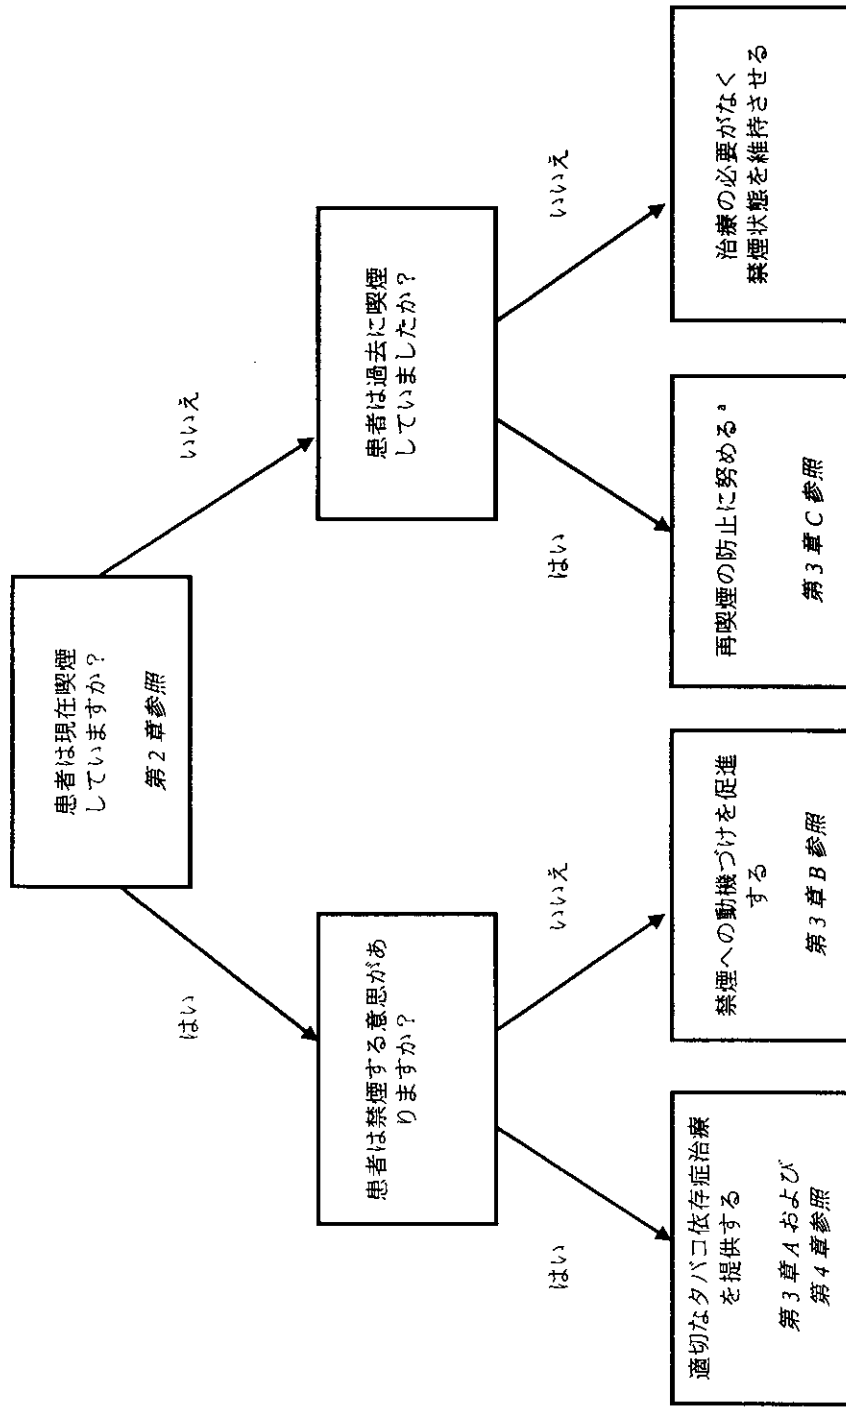 患者は現在喫煙
していますか？
第2章参照
はい
いいえ
患者は禁煙する意思があ
りますか？
患者は過去に喫煙
していましたか？
はい
いいえ
はい
いいえ
適切なタバコ依存症治療
を提供する
第3章Aおよび
第4章参照
禁煙への動機づけを促進
する
第3章B参照
再喫煙の防止に努めるa
第3章C参照
治療の必要がなく
禁煙状態を維持させる